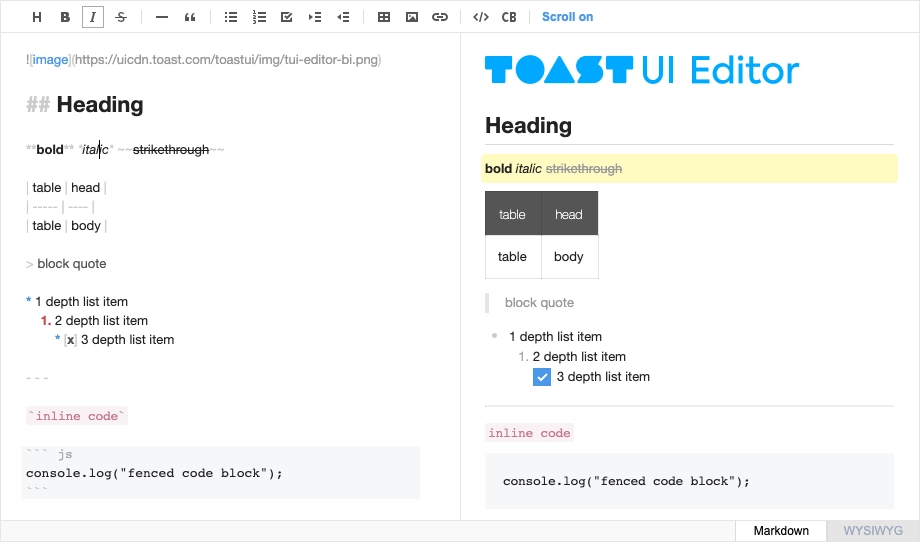 H B I S “ </> CB Scroll on
![image](https://uicdn.toast.com/toastui/img/tui-editor-bi.png)
## Heading
**bold** *italic* ~~strikethrough~~
| table | head |
| ----- | ---- |
| table | body |
> block quote
* 1 depth list item
1. 2 depth list item
* [x] 3 depth list item
- - -
`inline code`
``` js
console.log("fenced code block");
```
TOAST UI Editor
Heading
bold italic strikethrough
table head
table body
block quote
1 depth list item
1. 2 depth list item
3 depth list item
inline code
console.log("fenced code block");
Markdown WYSIWYG